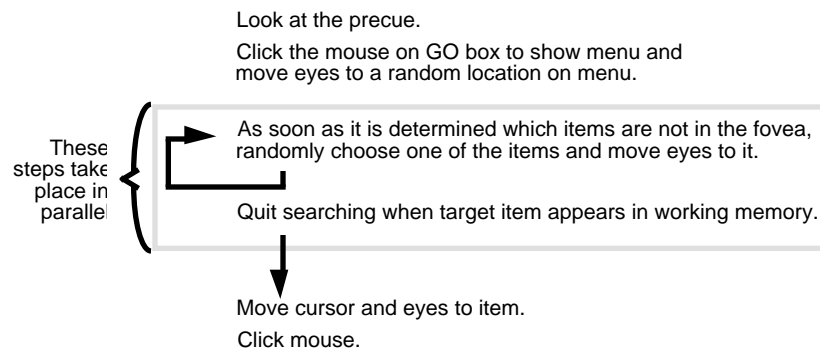 Look at the precue.
Click the mouse on GO box to show menu and
move eyes to a random location on menu.
These
steps take
place in
parallel
As soon as it is determined which items are not in the fovea,
randomly choose one of the items and move eyes to it.
Quit searching when target item appears in working memory.
Move cursor and eyes to item.
Click mouse.